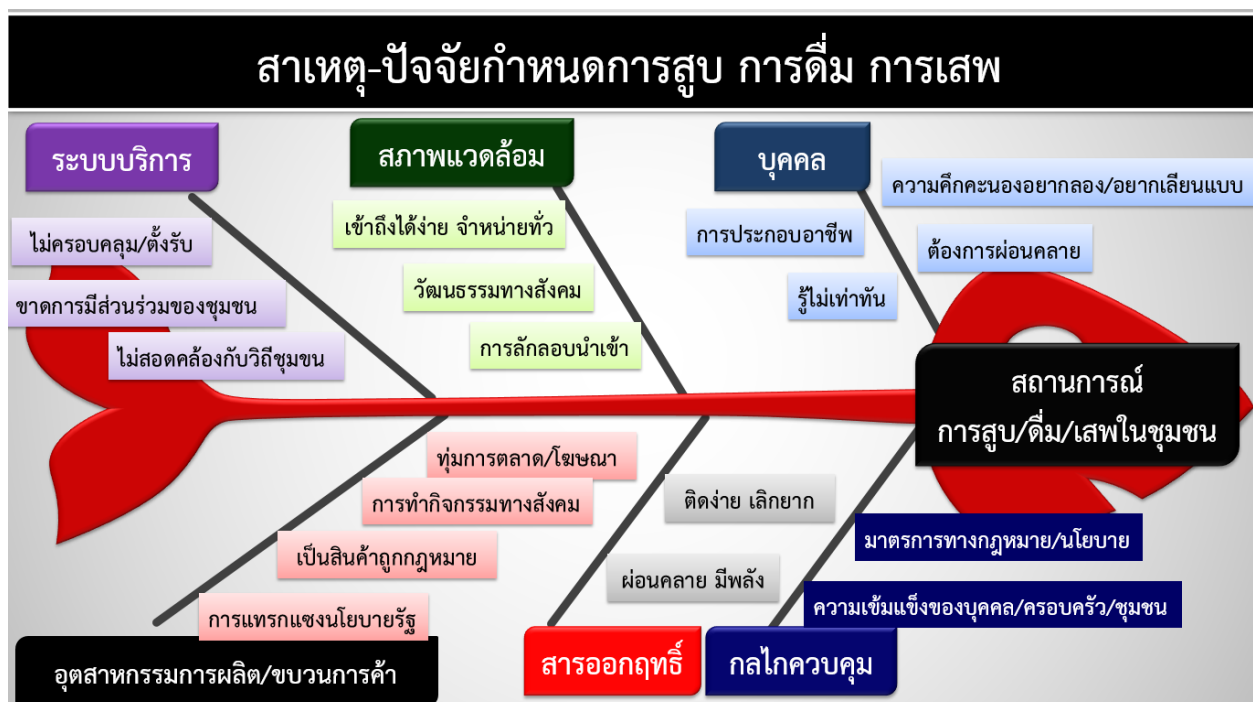 สาเหตุ-ปัจจัยกำหนดการสูบ การดื่ม การเสพ
ระบบบริการ
ไม่ครอบคลุม/ตั้งรับ
ขาดการมีส่วนร่วมของชุมชน
ไม่สอดคล้องกับวิถีชุมขน
สภาพแวดล้อม
เข้าถึงได้ง่าย จำหน่ายทั่ว
วัฒนธรรมทางสังคม
การลักลอบนำเข้า
บุคคล
ความคึกคะนองอยากลอง/อยากเลียนแบบ
การประกอบอาชีพ
ต้องการผ่อนคลาย
รู้ไม่เท่าทัน
สถานการณ์
การสูบ/ดื่ม/เสพในชุมชน
ทุ่มการตลาด/โฆษณา
การทำกิจกรรมทางสังคม
เป็นสินค้าถูกกฎหมาย
การแทรกแซงนโยบายรัฐ
อุตสาหกรรมการผลิต/ขบวนการค้า
ติดง่าย เลิกยาก
ผ่อนคลาย มีพลัง
สารออกฤทธิ์
มาตรการทางกฎหมาย/นโยบาย
ความเข้มแข็งของบุคคล/ครอบครัว/ชุมชน
กลไกควบคุม